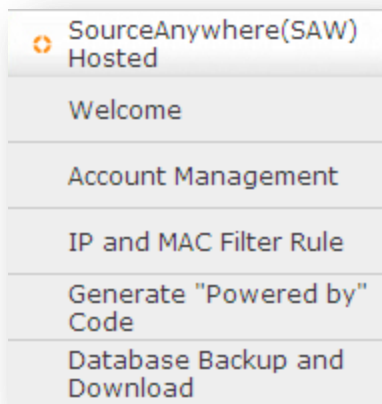 SourceAnywhere(SAW)
Hosted
Welcome
Account Management
IP and MAC Filter Rule
Generate "Powered by"
Code
Database Backup and
Download